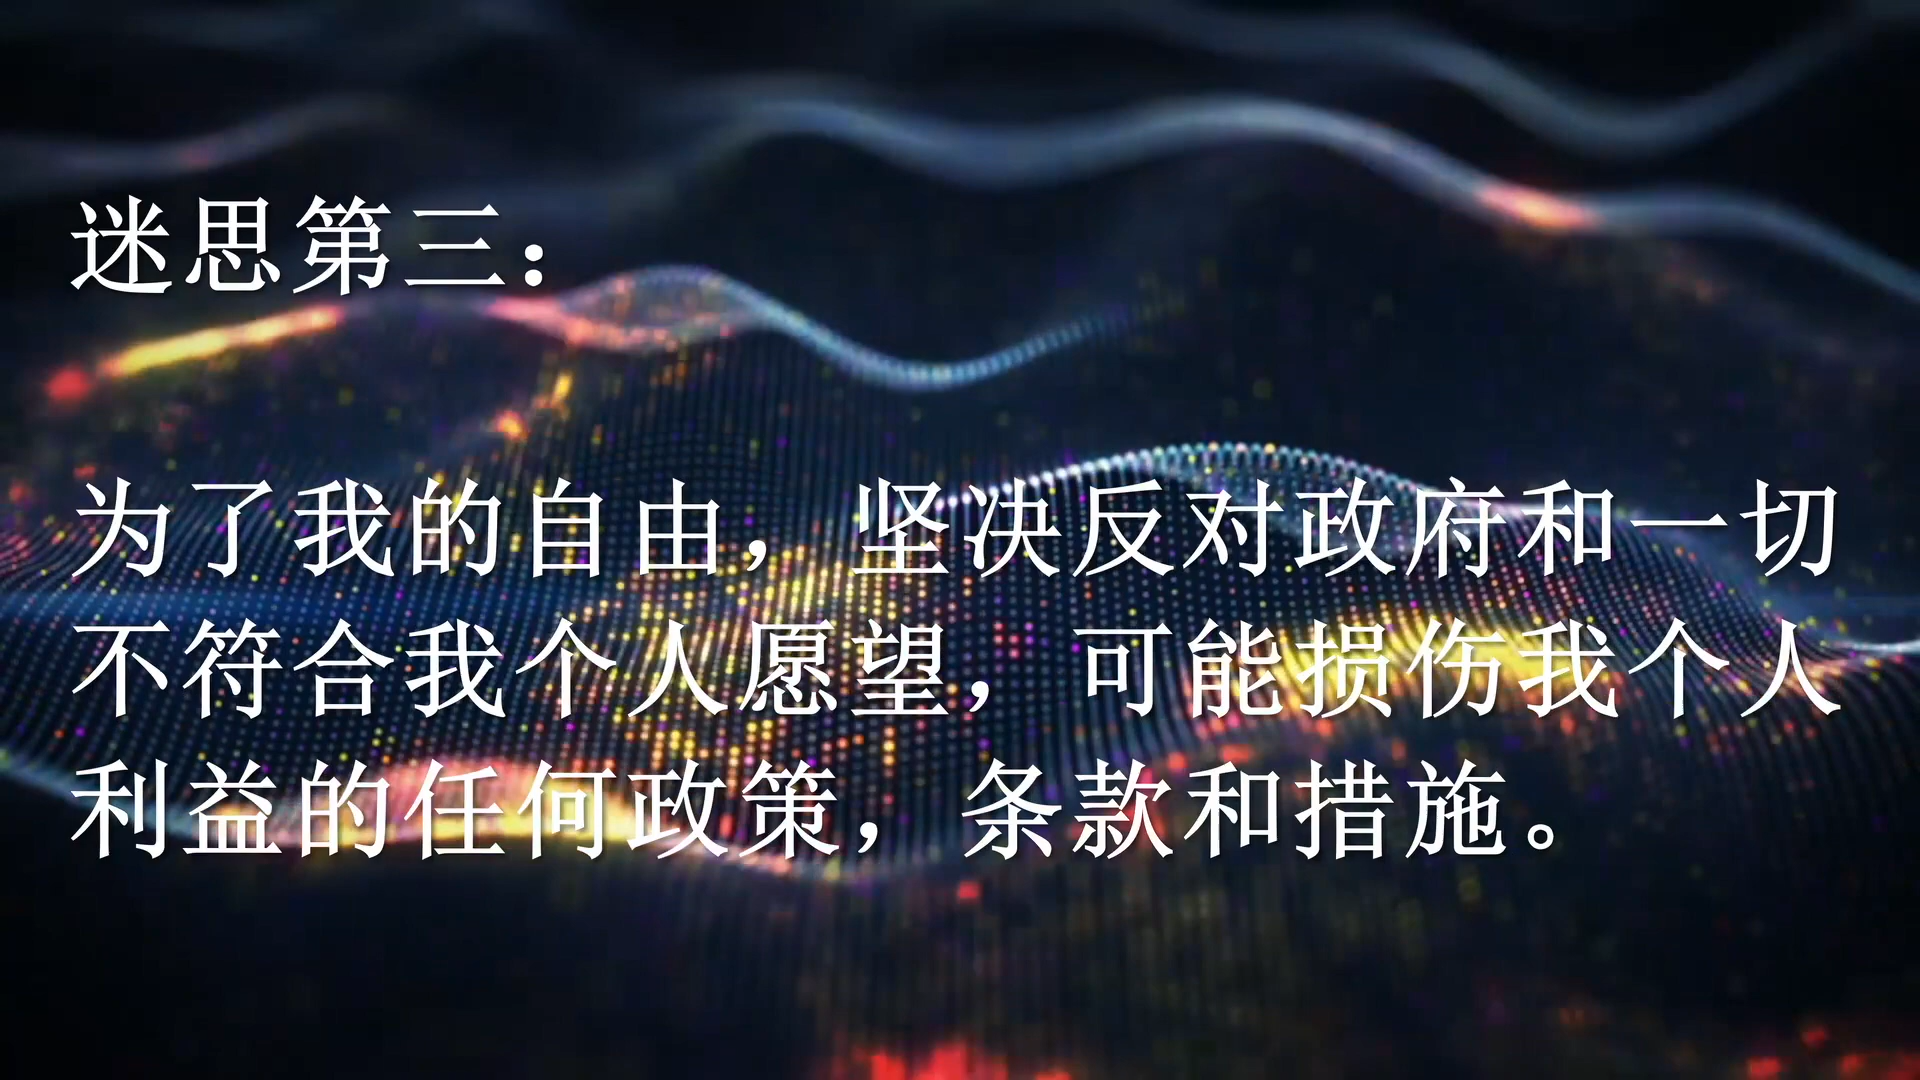 迷思第三：
为了我的自由，坚决反对政府和一切
不符合我个人愿望，可能损伤我个人
利益的任何政策，条款和措施。